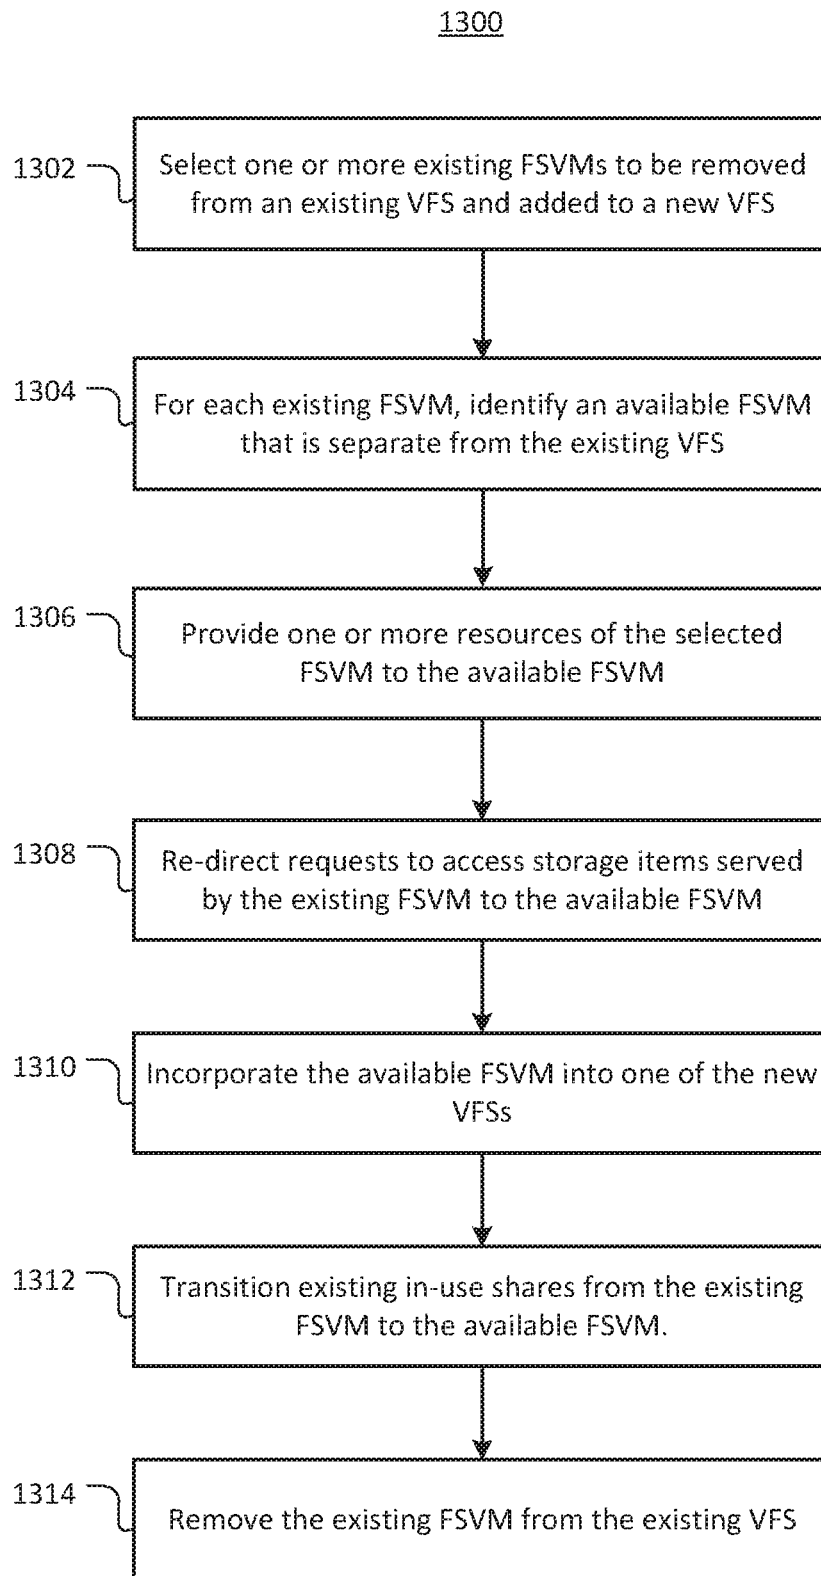 1300
1302
Select one or more existing FSVMs to be removed
from an existing VFS and added to a new VFS
1304
For each existing FSVM, identify an available FSVM
that is separate from the existing VFS
1306
Provide one or more resources of the selected
FSVM to the available FSVM
1308
Re-direct requests to access storage items served
by the existing FSVM to the available FSVM
1310
Incorporate the available FSVM into one of the new
VFSs
1312
Transition existing in-use shares from the existing
FSVM to the available FSVM.
1314
Remove the existing FSVM from the existing VFS